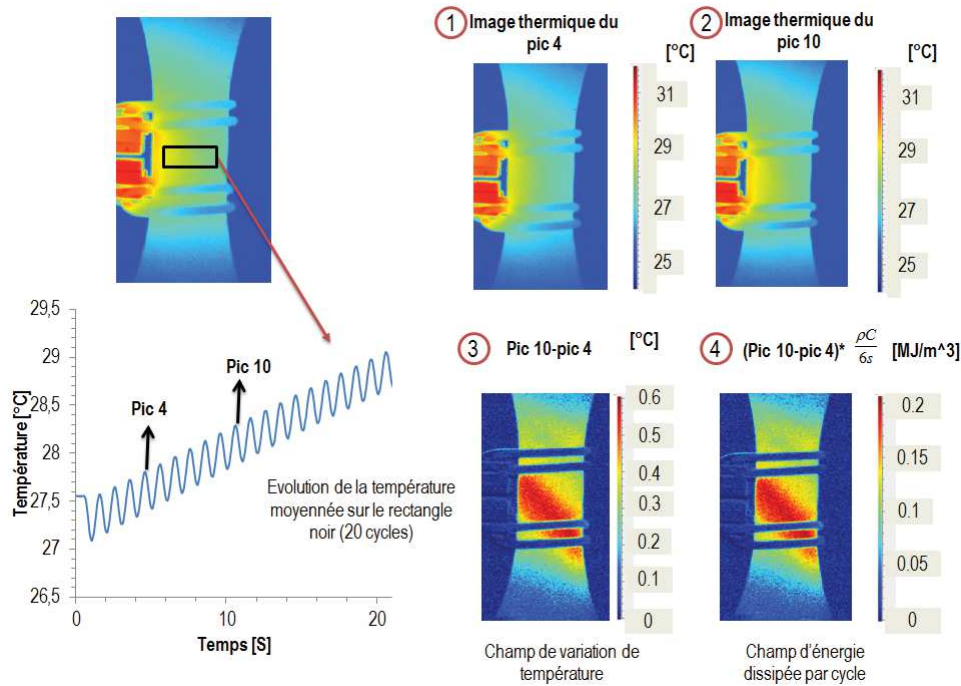 1 Image thermique du
pic 4
[°C]
31
29
27
25
2 Image thermique du
pic 10
[°C]
31
29
27
25
29,5
29
28,5
28
27,5
27
26,5
Température[°C]
0
10
20
Temps [S]
Pic 4
Pic 10
Evolution de la température
moyennée sur le rectangle
noir (20 cycles)
3 Pic 10-pic 4
[°C]
0.6
0.5
0.4
0.3
0.2
0.1
0
Champ de variation de
température
4 (Pic 10-pic 4)* ρC/6s [MJ/m^3]
0.2
0.15
0.1
0.05
0
Champ d'énergie
dissipée par cycle